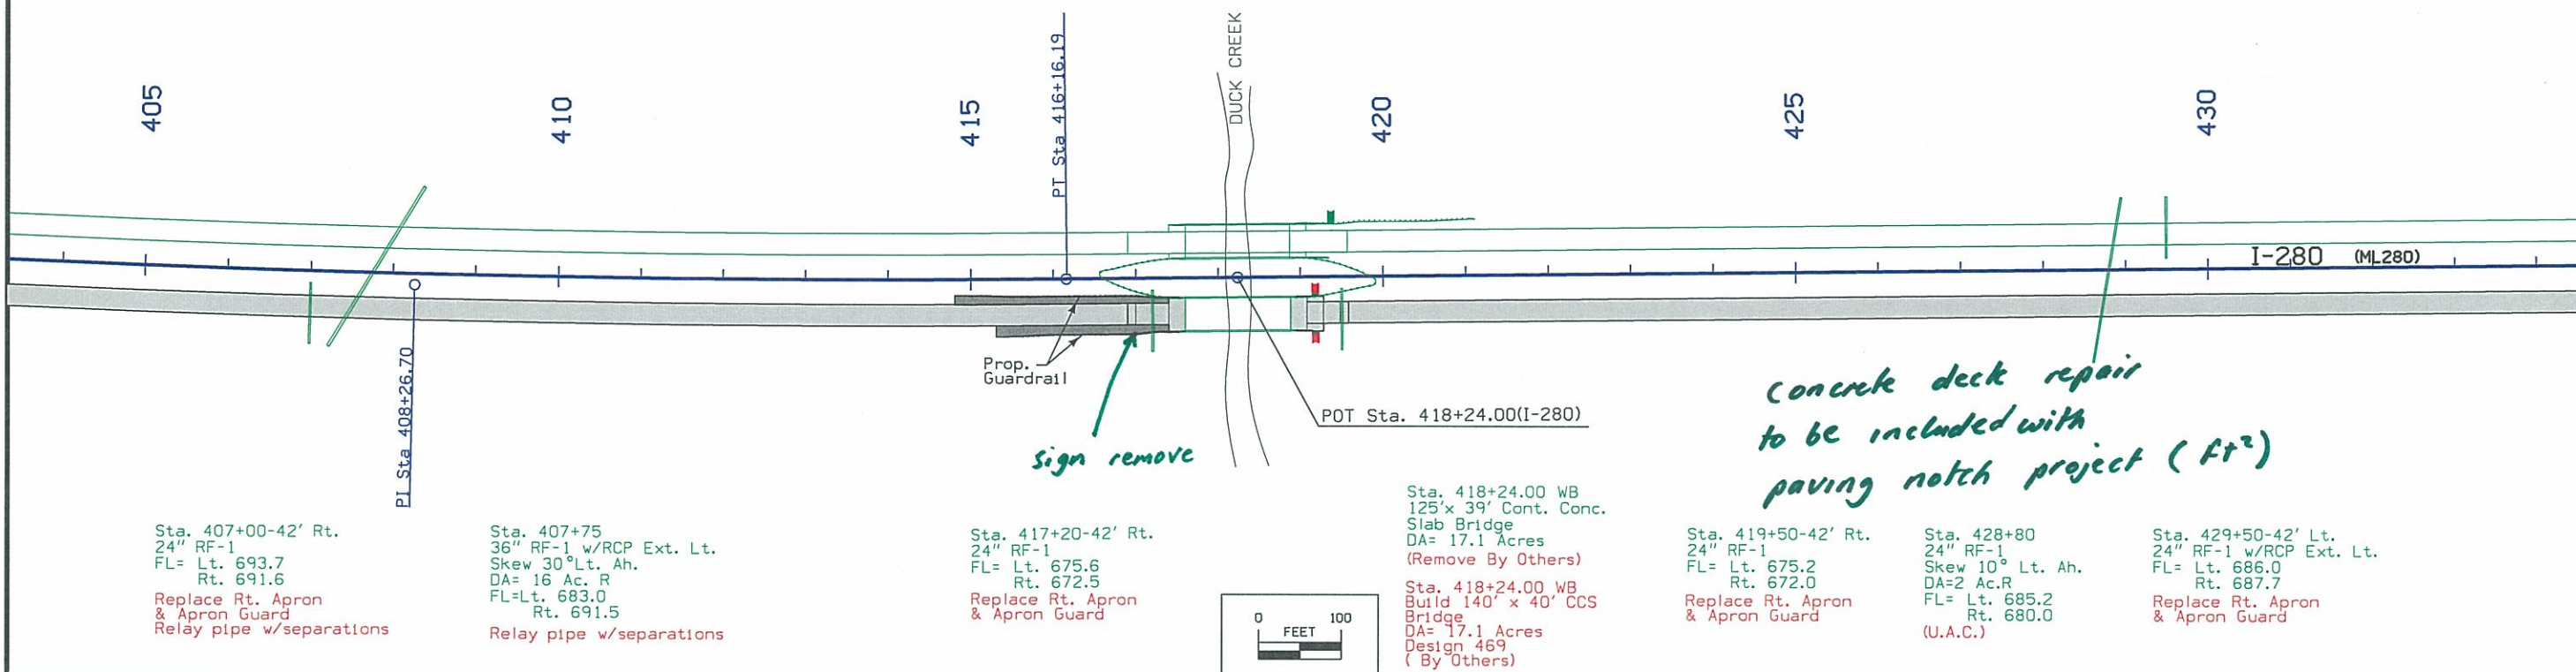 405
410
415
420
425
430
PT Sta 416+16.19
DUCK CREEK
I-280 (ML280)
PI Sta 408+26.70
Prop.
Guardrail
POT Sta. 418+24.00(I-280)
sign remove
Concrete deck repair
to be included with
paving notch project (ft²)
Sta. 407+00-42' Rt.
24" RF-1
FL= Lt. 693.7
Rt. 691.6
Replace Rt. Apron
& Apron Guard
Relay pipe w/separations
Sta. 407+75
36" RF-1 w/RCP Ext. Lt.
Skew 30°Lt. Ah.
DA= 16 Ac. R
FL=Lt. 683.0
Rt. 691.5
Relay pipe w/separations
Sta. 417+20-42' Rt.
24" RF-1
FL= Lt. 675.6
Rt. 672.5
Replace Rt. Apron
& Apron Guard
0 100
FEET
Sta. 418+24.00 WB
125'x 39' Cont. Conc.
Slab Bridge
DA= 17.1 Acres
(Remove By Others)
Sta. 418+24.00 WB
Build 140' x 40' CCS
Bridge
DA= 17.1 Acres
Design 469
( By Others)
Sta. 419+50-42' Rt.
24" RF-1
FL= Lt. 675.2
Rt. 672.0
Replace Rt. Apron
& Apron Guard
Sta. 428+80
24" RF-1
Skew 10° Lt. Ah.
DA=2 Ac.R
FL= Lt. 685.2
Rt. 680.0
(U.A.C.)
Sta. 429+50-42' Lt.
24" RF-1 w/RCP Ext. Lt.
FL= Lt. 686.0
Rt. 687.7
Replace Rt. Apron
& Apron Guard